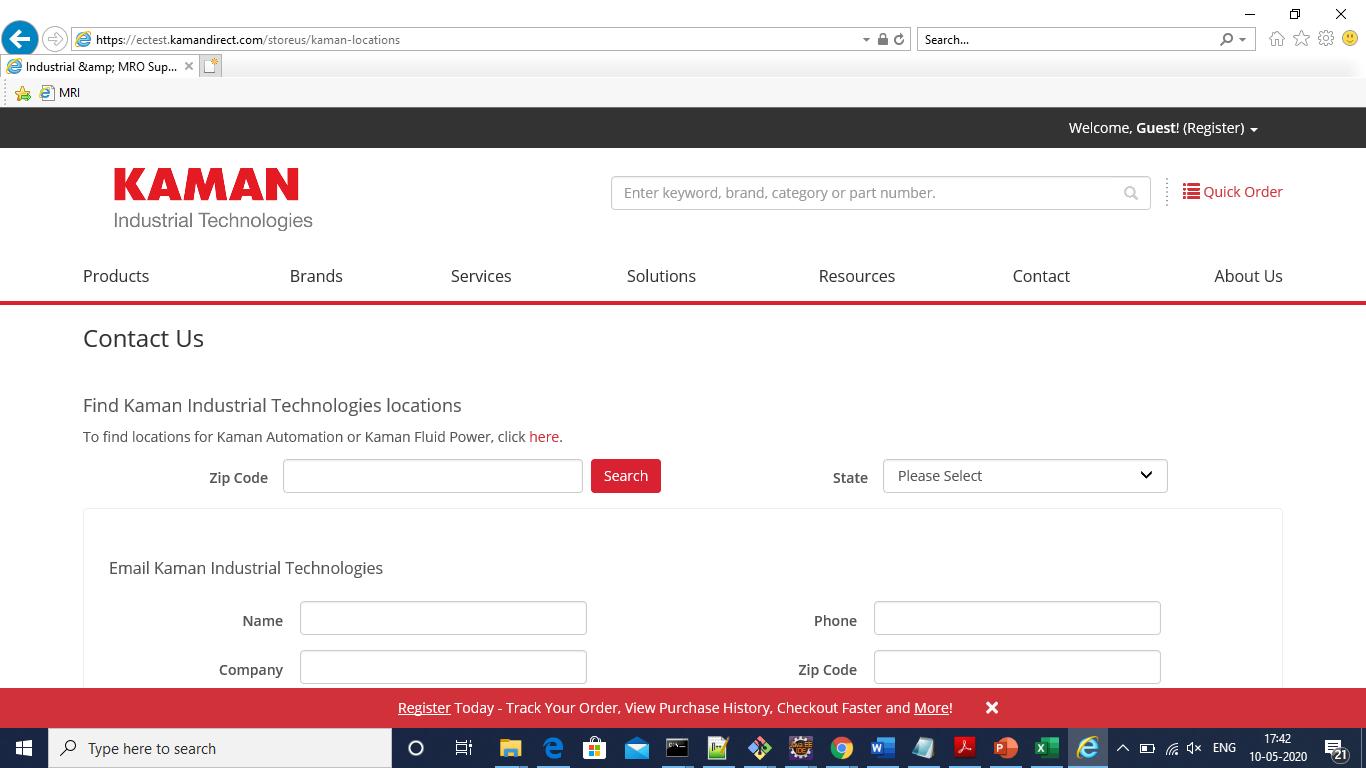 https://ectest.kamandirect.com/storeus/kaman-locations
Search...
Industrial &amp; MRO Sup...
MRI
Welcome, Guest! (Register)
KAMAN
Industrial Technologies
Enter keyword, brand, category or part number.
Quick Order
Products Brands Services Solutions Resources Contact About Us
Contact Us
Find Kaman Industrial Technologies locations
To find locations for Kaman Automation or Kaman Fluid Power, click here.
Zip Code Search State Please Select
Email Kaman Industrial Technologies
Name Phone
Company Zip Code
Register Today - Track Your Order, View Purchase History, Checkout Faster and More!
Type here to search
ENG
17:42
10-05-2020
21